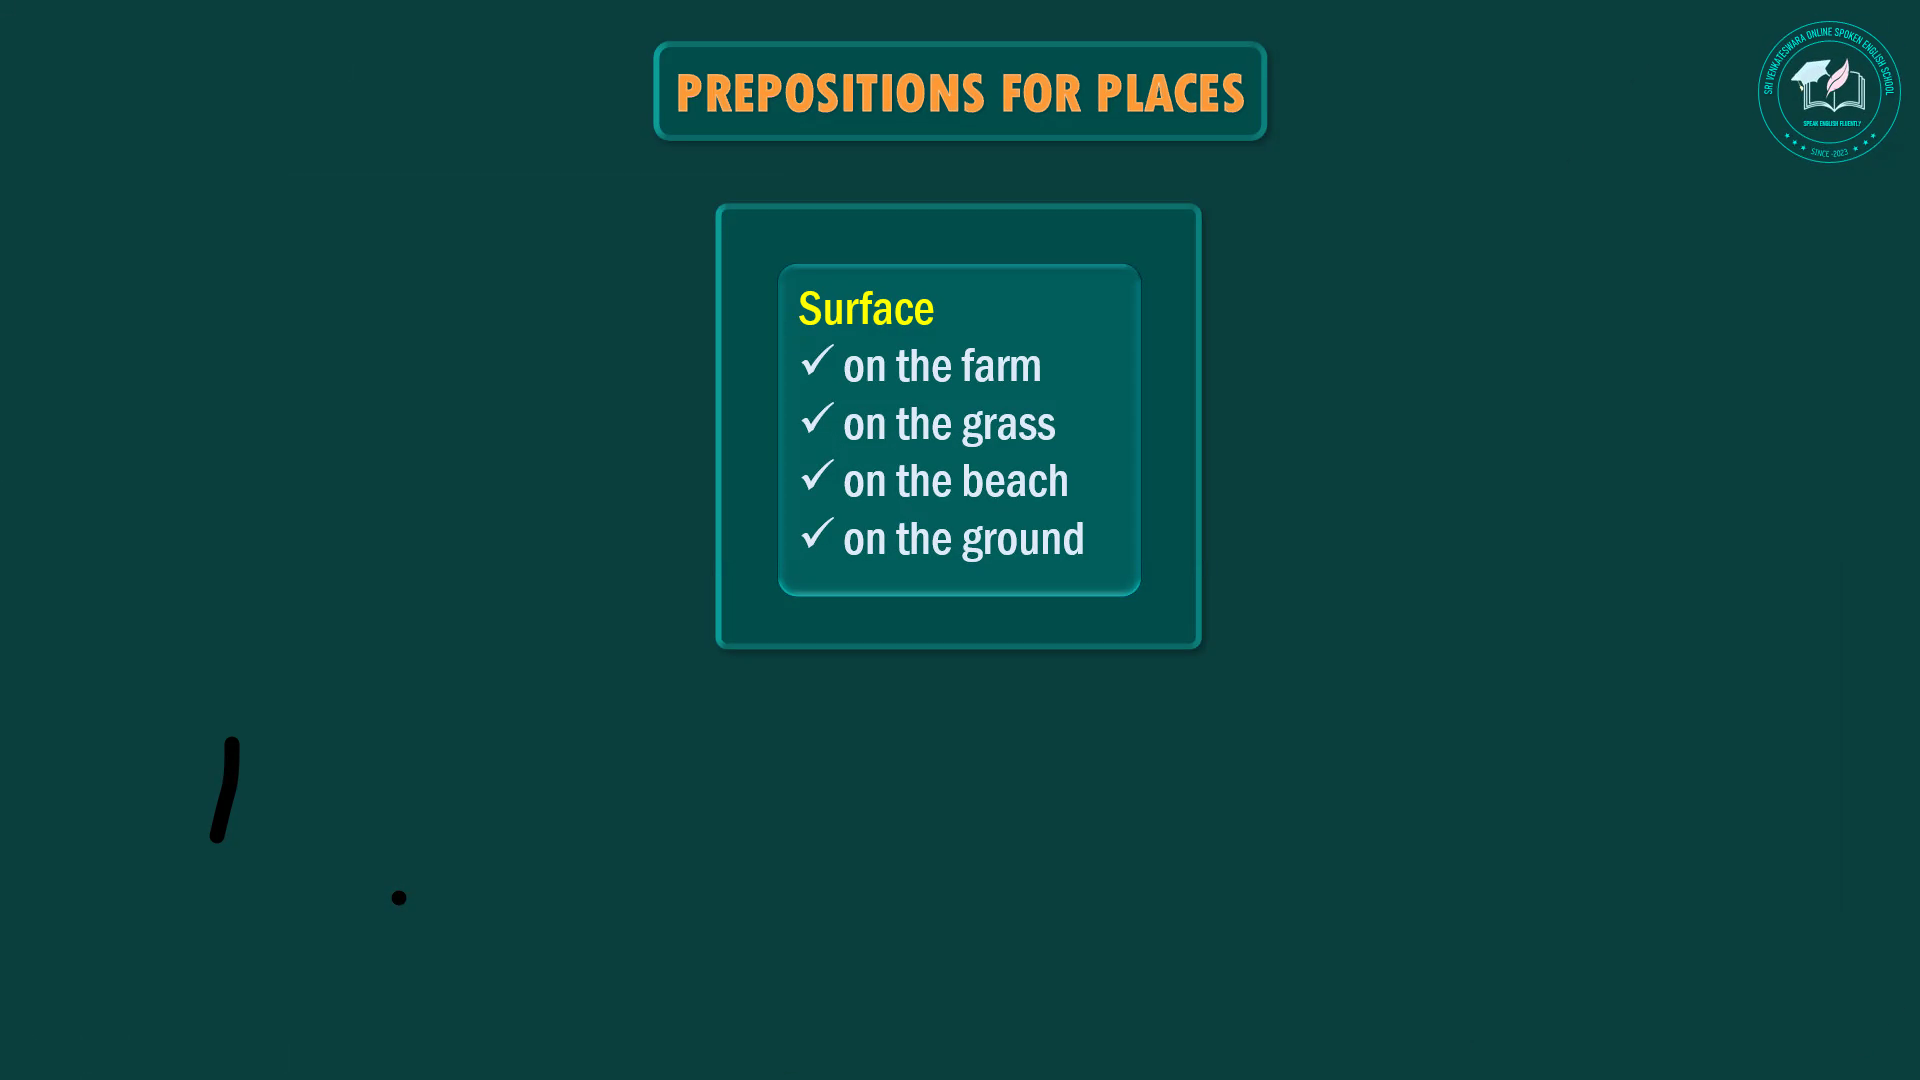 PREPOSITIONS FOR PLACES
SRI VENKATESWARA ONLINE SPOKEN ENGLISH SCHOOL
SPEAK ENGLISH FLUENTLY
SINCE -2023
Surface
✓ on the farm
✓ on the grass
✓ on the beach
✓ on the ground